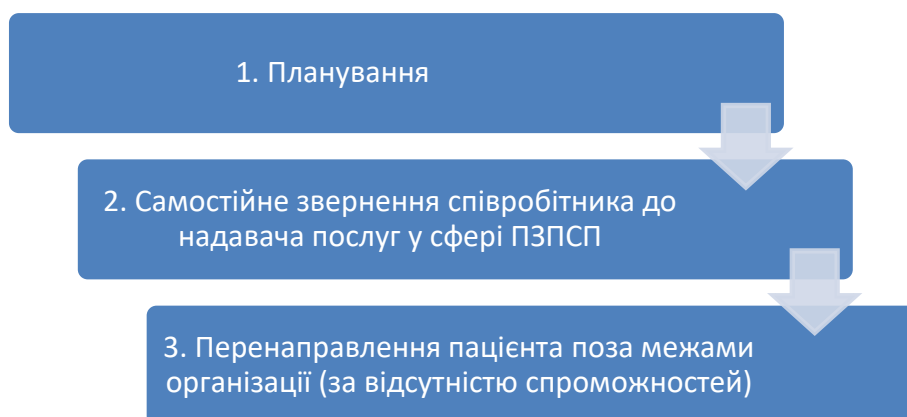 1. Планування
2. Самостійне звернення співробітника до
надавача послуг у сфері ПЗПСП
3. Перенаправлення пацієнта поза межами
організації (за відсутністю спроможностей)